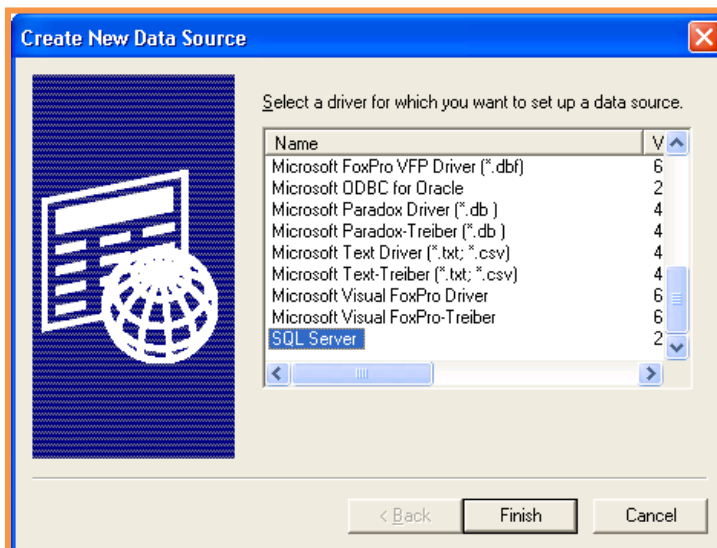 Create New Data Source
Select a driver for which you want to set up a data source.
Name V
Microsoft FoxPro VFP Driver (*.dbf) 6
Microsoft ODBC for Oracle 2
Microsoft Paradox Driver (*.db ) 4
Microsoft Paradox-Treiber (*.db ) 4
Microsoft Text Driver (*.txt; *.csv) 4
Microsoft Text-Treiber (*.txt; *.csv) 4
Microsoft Visual FoxPro Driver 6
Microsoft Visual FoxPro-Treiber 6
SQL Server 2
< Back Finish Cancel